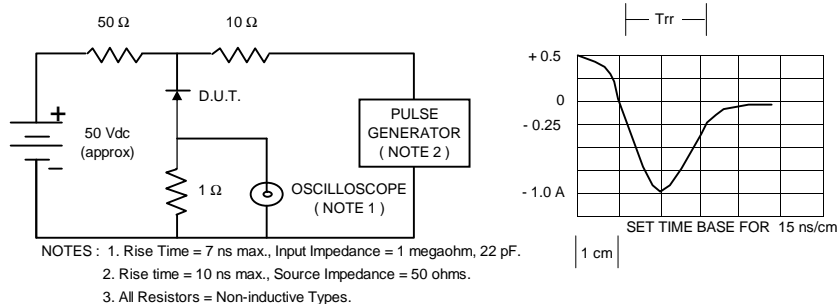 50 Ω
10 Ω
Trr
+ 0.5
D.U.T.
+
50 Vdc
(approx)
−
PULSE
GENERATOR
( NOTE 2 )
0
- 0.25
1 Ω
OSCILLOSCOPE
( NOTE 1 )
- 1.0 A
SET TIME BASE FOR 15 ns/cm
1 cm
NOTES : 1. Rise Time = 7 ns max., Input Impedance = 1 megaohm, 22 pF.
2. Rise time = 10 ns max., Source Impedance = 50 ohms.
3. All Resistors = Non-inductive Types.